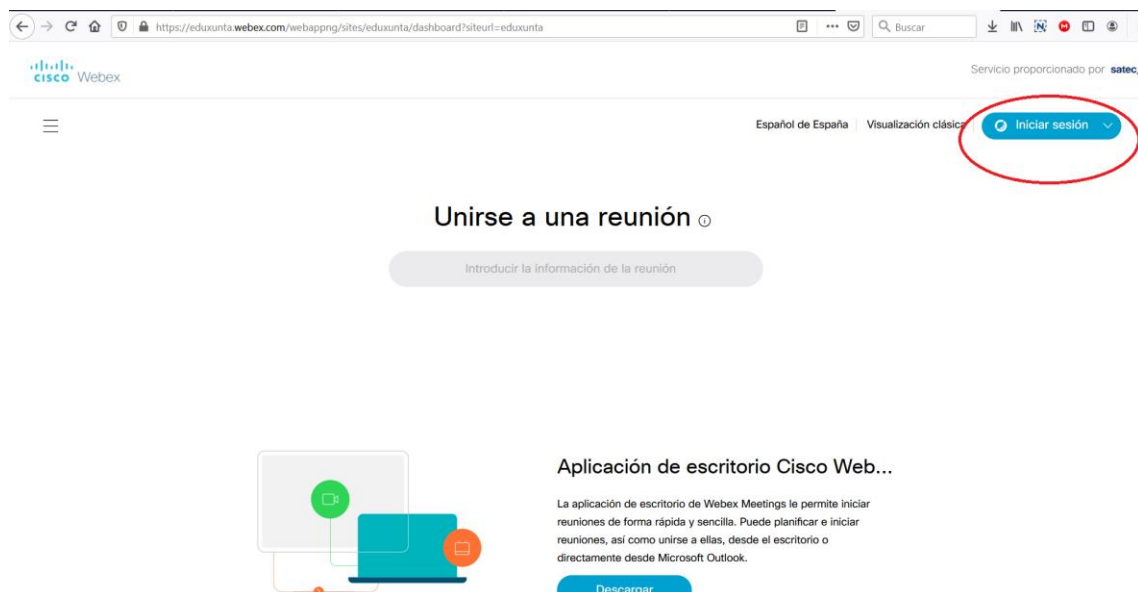 https://eduxunta.webex.com/webappng/sites/eduxunta/dashboard?siteurl=eduxunta
Buscar
cisco Webex
Servicio proporcionado por satec
Español de España
Visualización clásica
Iniciar sesión
Unirse a una reunión
Introducir la información de la reunión
Aplicación de escritorio Cisco Web...
La aplicación de escritorio de Webex Meetings le permite iniciar
reuniones de forma rápida y sencilla. Puede planificar e iniciar
reuniones, así como unirse a ellas, desde el escritorio o
directamente desde Microsoft Outlook.
Descargar